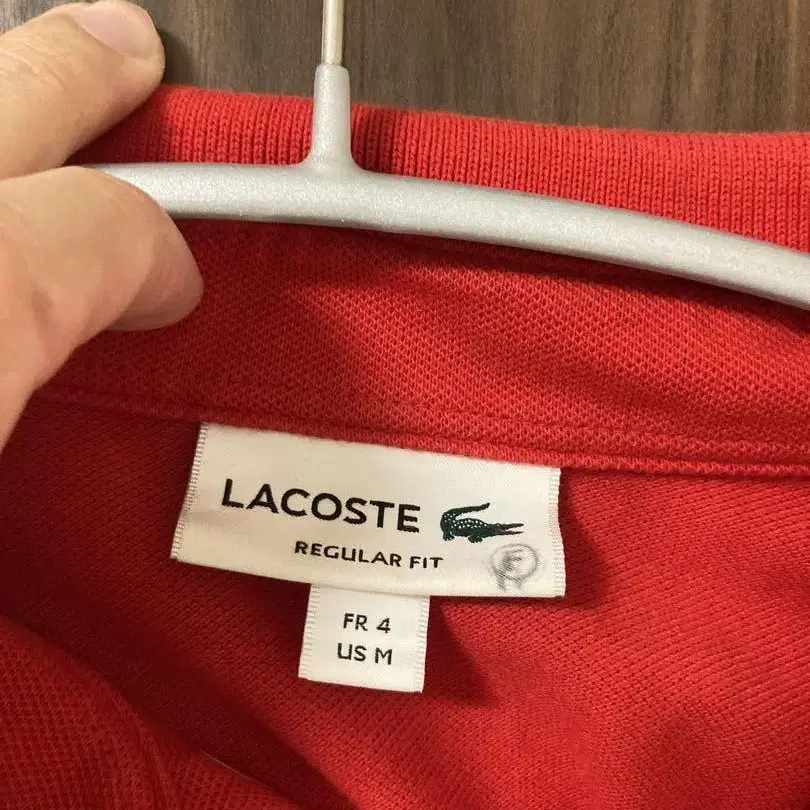 LACOSTE
REGULAR FIT
FR 4
US M